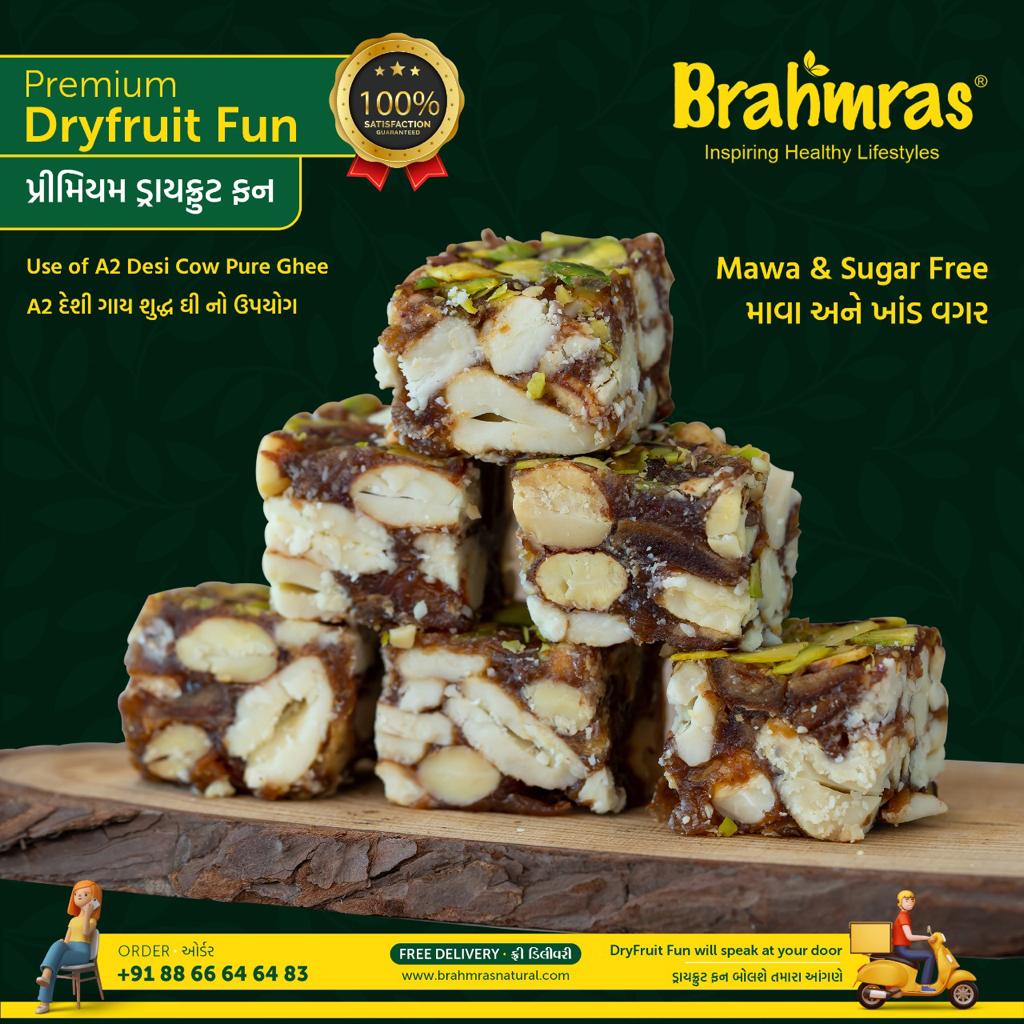 Premium
Dryfruit Fun
પ્રીમિયમ ડ્રાયફ્રુટ ફન
100%
SATISFACTION
GUARANTEED
Brahmras®
Inspiring Healthy Lifestyles
Use of A2 Desi Cow Pure Ghee
A2 દેશી ગાય શુદ્ધ ઘી નો ઉપયોગ
Mawa & Sugar Free
માવા અને ખાંડ વગર
ORDER · ઓર્ડર
+91 88 66 64 64 83
FREE DELIVERY · ફ્રી ડિલીવરી
www.brahmrasnatural.com
DryFruit Fun will speak at your door
ડ્રાયફ્રુટ ફન બોલશે તમારા આંગણે